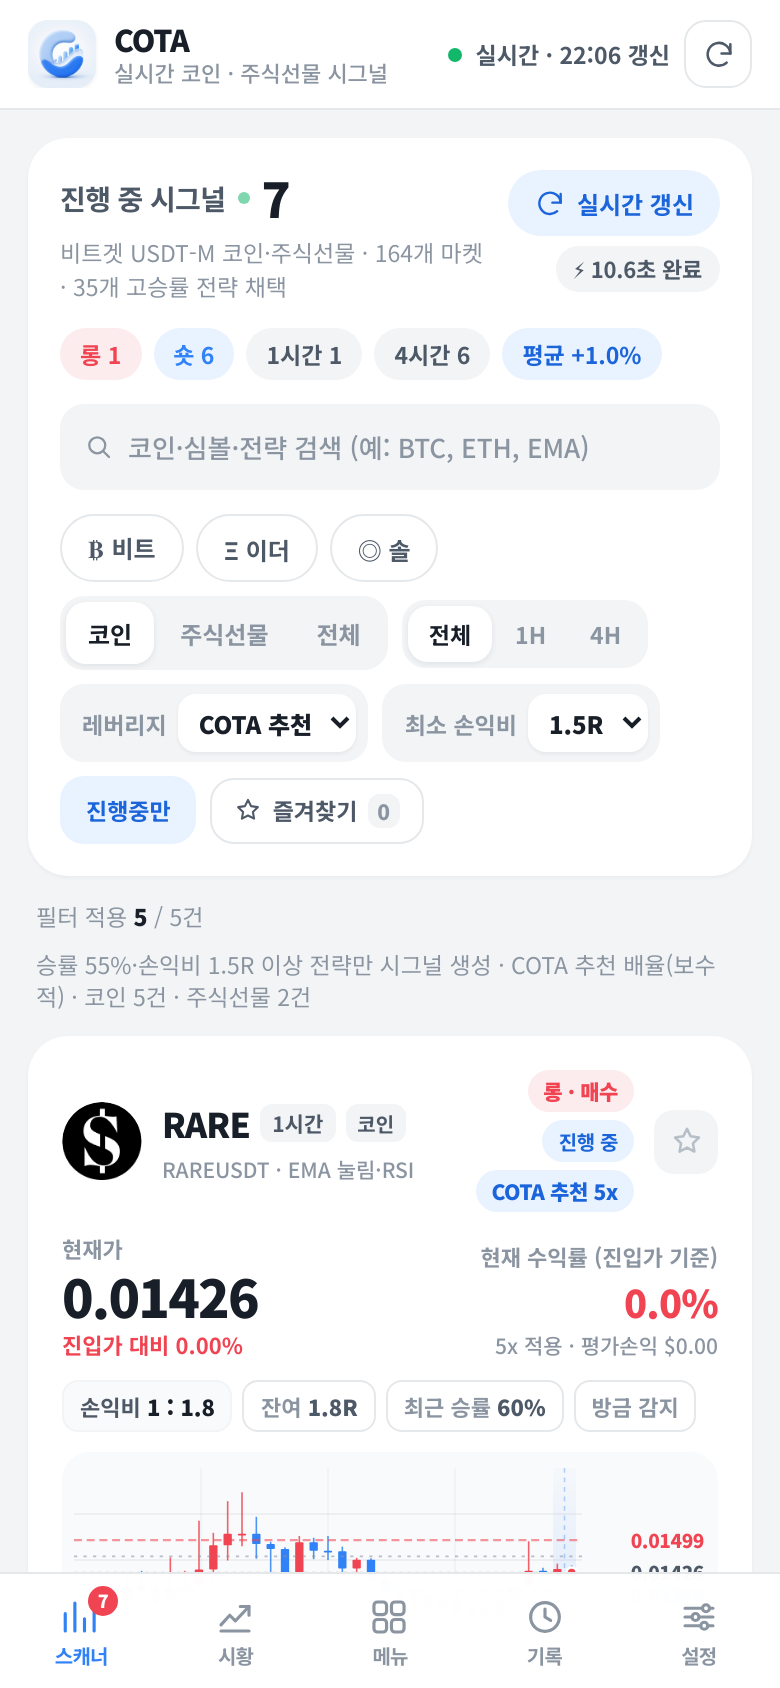 COTA
실시간 코인 · 주식선물 시그널
실시간 · 22:06 갱신
진행 중 시그널 7
실시간 갱신
비트겟 USDT-M 코인·주식선물 · 164개 마켓
· 35개 고승률 전략 채택
⚡10.6초 완료
롱 1 숏 6 1시간 1 4시간 6 평균 +1.0%
코인·심볼·전략 검색 (예: BTC, ETH, EMA)
₿ 비트 Ξ 이더 ◎ 솔
코인 주식선물 전체 전체 1H 4H
레버리지 COTA 추천 최소 손익비 1.5R
진행중만 즐겨찾기 0
필터 적용 5 / 5건
승률 55%·손익비 1.5R 이상 전략만 시그널 생성 · COTA 추천 배율(보수
적) · 코인 5건 · 주식선물 2건
롱 · 매수
RARE 1시간 코인
진행 중
RAREUSDT · EMA 눌림·RSI
COTA 추천 5x
현재가
현재 수익률 (진입가 기준)
0.01426
0.0%
진입가 대비 0.00%
5x 적용 · 평가손익 $0.00
손익비 1 : 1.8 잔여 1.8R 최근 승률 60% 방금 감지
0.01499
0.01426
7
스캐너 시황 메뉴 기록 설정